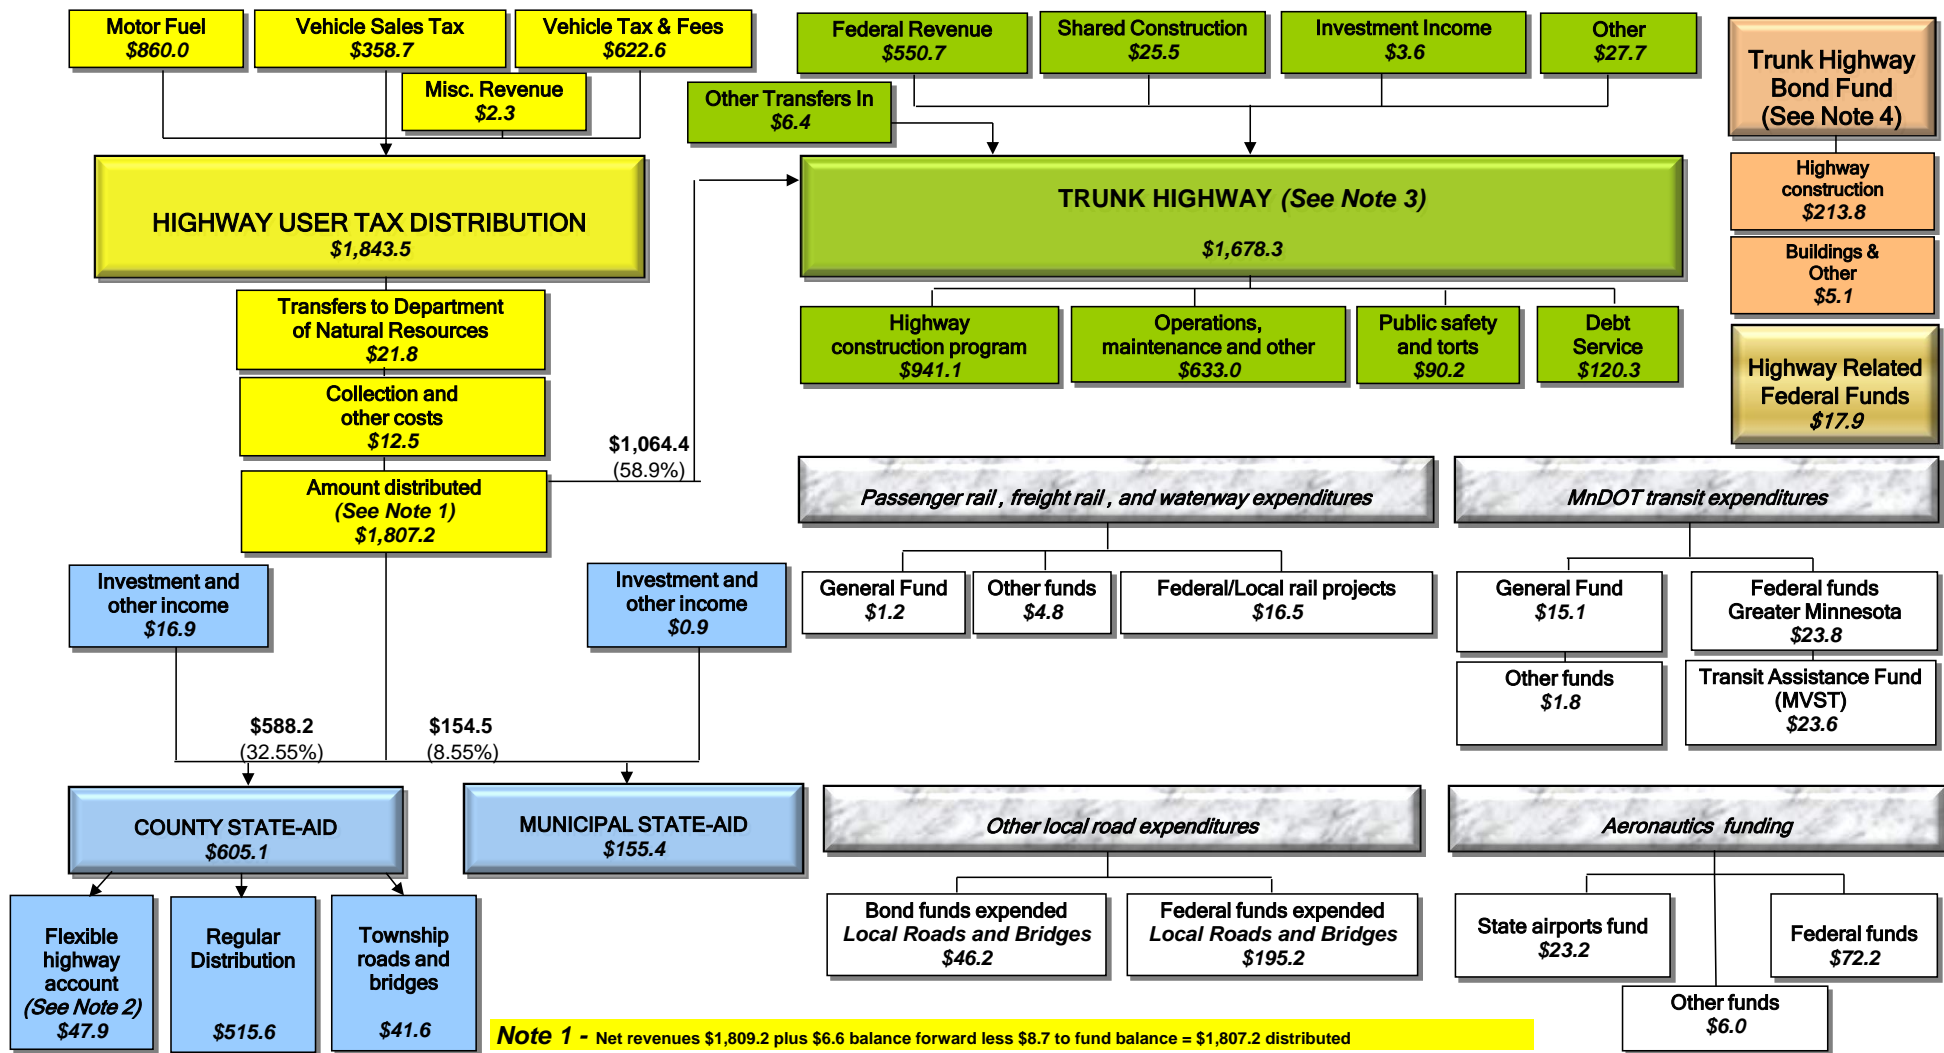 Motor Fuel
$860.0
Vehicle Sales Tax
$358.7
Vehicle Tax & Fees
$622.6
Misc. Revenue
$2.3
Federal Revenue
$550.7
Shared Construction
$25.5
Investment Income
$3.6
Other
$27.7
Other Transfers In
$6.4
Trunk Highway
Bond Fund
(See Note 4)
Highway
construction
$213.8
Buildings &
Other
$5.1
Highway Related
Federal Funds
$17.9
HIGHWAY USER TAX DISTRIBUTION
$1,843.5
TRUNK HIGHWAY (See Note 3)
$1,678.3
Transfers to Department
of Natural Resources
$21.8
Collection and
other costs
$12.5
Amount distributed
(See Note 1)
$1,807.2
$1,064.4
(58.9%)
Highway
construction program
$941.1
Operations,
maintenance and other
$633.0
Public safety
and torts
$90.2
Debt
Service
$120.3
Passenger rail , freight rail , and waterway expenditures
General Fund
$1.2
Other funds
$4.8
Federal/Local rail projects
$16.5
MnDOT transit expenditures
General Fund
$15.1
Federal funds
Greater Minnesota
$23.8
Other funds
$1.8
Transit Assistance Fund
(MVST)
$23.6
Investment and
other income
$16.9
Investment and
other income
$0.9
$588.2
(32.55%)
$154.5
(8.55%)
COUNTY STATE-AID
$605.1
MUNICIPAL STATE-AID
$155.4
Flexible
highway
account
(See Note 2)
$47.9
Regular
Distribution
$515.6
Township
roads and
bridges
$41.6
Other local road expenditures
Bond funds expended
Local Roads and Bridges
$46.2
Federal funds expended
Local Roads and Bridges
$195.2
Aeronautics funding
State airports fund
$23.2
Federal funds
$72.2
Other funds
$6.0
Note 1 - Net revenues $1,809.2 plus $6.6 balance forward less $8.7 to fund balance = $1,807.2 distributed